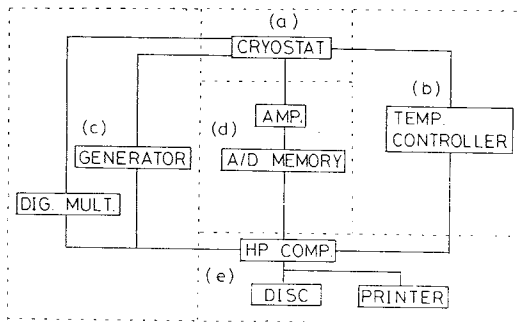 (a)
CRYOSTAT
(b)
(c)
(d)
AMP.
TEMP.
CONTROLLER
GENERATOR
A/D MEMORY
DIG. MULT.
HP COMP.
(e)
DISC
PRINTER